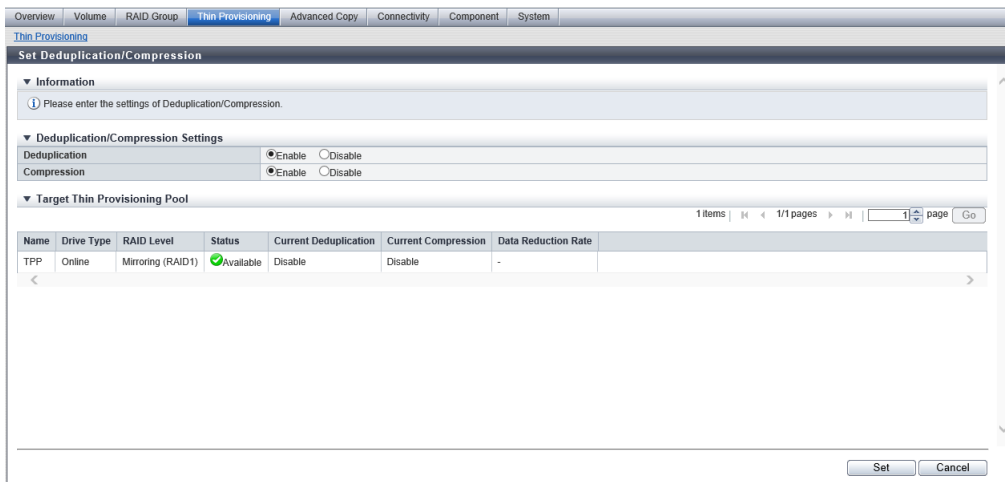 Overview Volume RAID Group Thin Provisioning Advanced Copy Connectivity Component System
Thin Provisioning
Set Deduplication/Compression
Information
Please enter the settings of Deduplication/Compression.
Deduplication/Compression Settings
Deduplication Enable Disable
Compression Enable Disable
Target Thin Provisioning Pool
1 items | 1/1 pages | 1 page Go
Name Drive Type RAID Level Status Current Deduplication Current Compression Data Reduction Rate
TPP Online Mirroring (RAID1) Available Disable Disable -
Set Cancel